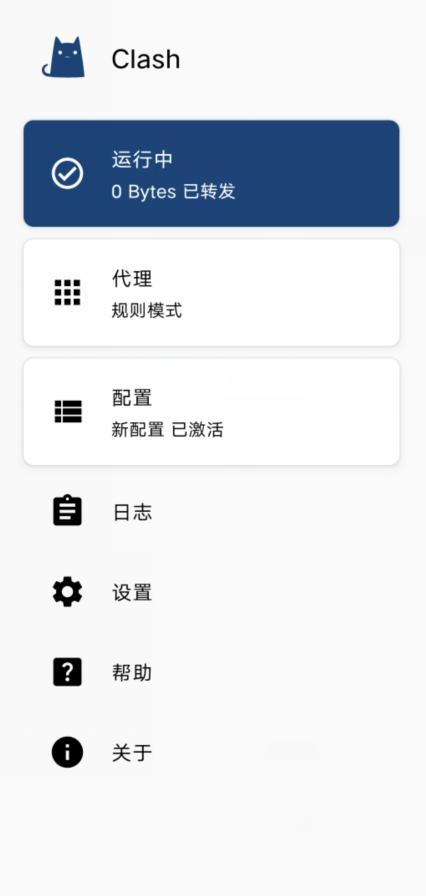 Clash
运行中
0 Bytes 已转发
代理
规则模式
配置
新配置 已激活
日志
设置
帮助
关于